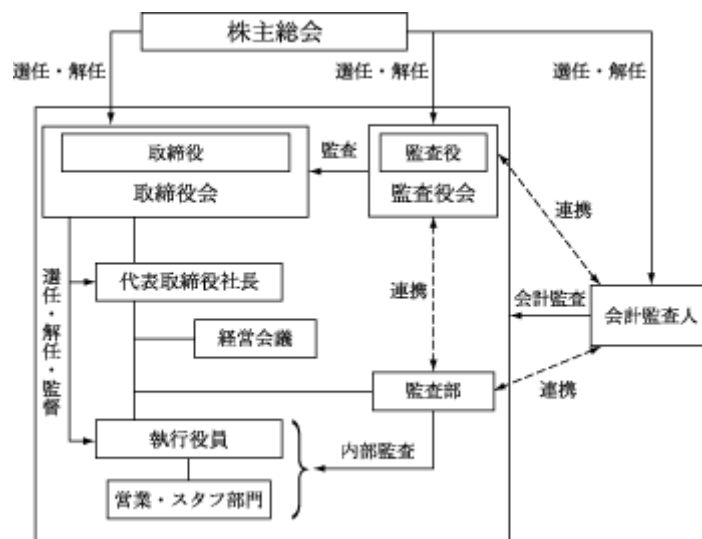 株主総会
選任・解任
選任・解任
選任・解任
取締役
取締役会
監査
監査役
監査役会
連携
選任・解任・監督
代表取締役社長
連携
会計監査
会計監査人
経営会議
監査部
連携
執行役員
内部監査
営業・スタフ部門